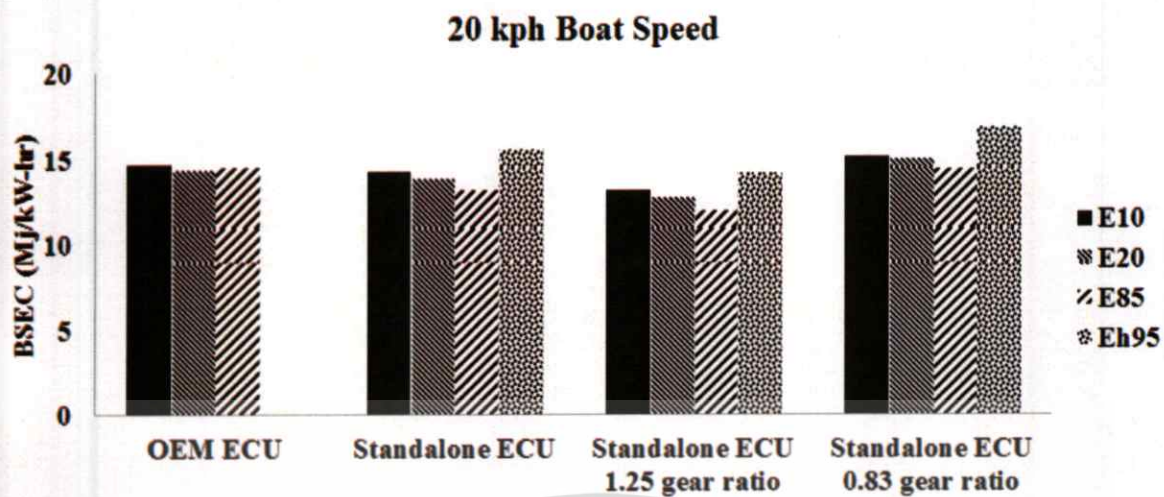 20 kph Boat Speed
20
15
10
5
0
BSEC (Mj/kW-hr)
OEM ECU
Standalone ECU
Standalone ECU
1.25 gear ratio
Standalone ECU
0.83 gear ratio
E10
E20
E85
Eh95